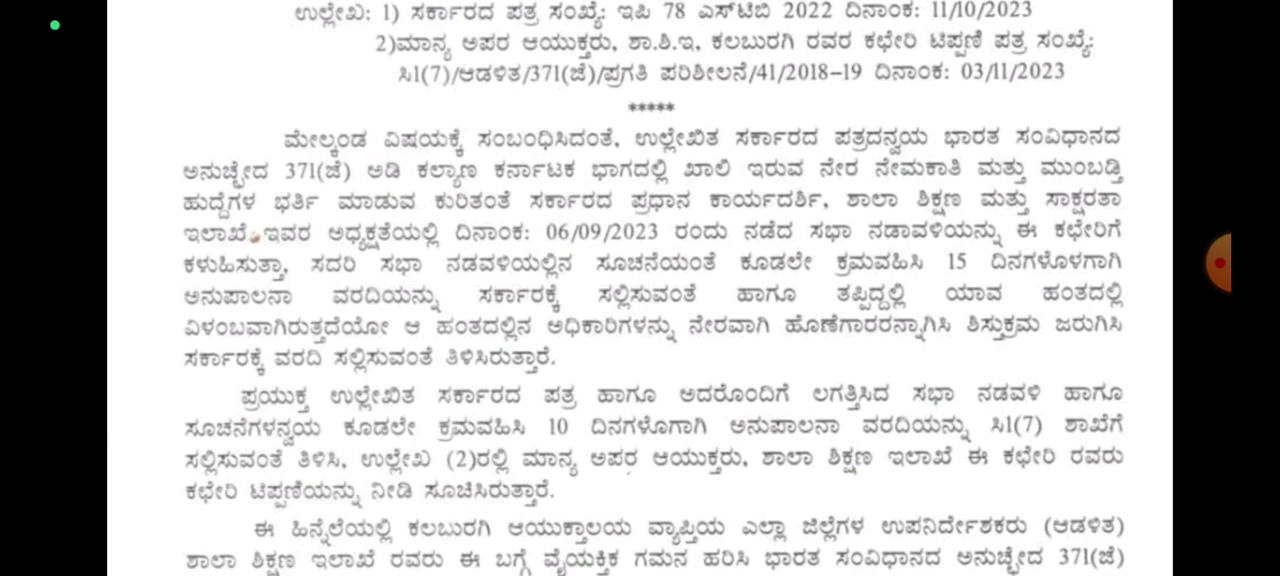 ಉಲ್ಲೇಖ: 1) ಸರ್ಕಾರದ ಪತ್ರ ಸಂಖ್ಯೆ: ಇಪಿ 78 ಎಸ್‌ಟಿಬಿ 2022 ದಿನಾಂಕ: 11/10/2023
2)ಮಾನ್ಯ ಅಪರ ಆಯುಕ್ತರು, ಶಾ.ಶಿ.ಇ, ಕಲಬುರಗಿ ರವರ ಕಛೇರಿ ಟಿಪ್ಪಣಿ ಪತ್ರ ಸಂಖ್ಯೆ:
ಸಿ1(7)/ಆಡಳಿತ/371(ಜೆ)/ಪ್ರಗತಿ ಪರಿಶೀಲನೆ/41/2018-19 ದಿನಾಂಕ: 03/11/2023
*****
ಮೇಲ್ಕಂಡ ವಿಷಯಕ್ಕೆ ಸಂಬಂಧಿಸಿದಂತೆ, ಉಲ್ಲೇಖಿತ ಸರ್ಕಾರದ ಪತ್ರದನ್ವಯ ಭಾರತ ಸಂವಿಧಾನದ
ಅನುಚ್ಛೇದ 371(ಜೆ) ಅಡಿ ಕಲ್ಯಾಣ ಕರ್ನಾಟಕ ಭಾಗದಲ್ಲಿ ಖಾಲಿ ಇರುವ ನೇರ ನೇಮಕಾತಿ ಮತ್ತು ಮುಂಬಡ್ತಿ
ಹುದ್ದೆಗಳ ಭರ್ತಿ ಮಾಡುವ ಕುರಿತಂತೆ ಸರ್ಕಾರದ ಪ್ರಧಾನ ಕಾರ್ಯದರ್ಶಿ, ಶಾಲಾ ಶಿಕ್ಷಣ ಮತ್ತು ಸಾಕ್ಷರತಾ
ಇಲಾಖೆ ಇವರ ಅಧ್ಯಕ್ಷತೆಯಲ್ಲಿ ದಿನಾಂಕ: 06/09/2023 ರಂದು ನಡೆದ ಸಭಾ ನಡಾವಳಿಯನ್ನು ಈ ಕಛೇರಿಗೆ
ಕಳುಹಿಸುತ್ತಾ, ಸದರಿ ಸಭಾ ನಡವಳಿಯಲ್ಲಿನ ಸೂಚನೆಯಂತೆ ಕೂಡಲೇ ಕ್ರಮವಹಿಸಿ 15 ದಿನಗಳೊಳಗಾಗಿ
ಅನುಪಾಲನಾ ವರದಿಯನ್ನು ಸರ್ಕಾರಕ್ಕೆ ಸಲ್ಲಿಸುವಂತೆ ಹಾಗೂ ತಪ್ಪಿದ್ದಲ್ಲಿ ಯಾವ ಹಂತದಲ್ಲಿ
ವಿಳಂಬವಾಗಿರುತ್ತದೆಯೋ ಆ ಹಂತದಲ್ಲಿನ ಅಧಿಕಾರಿಗಳನ್ನು ನೇರವಾಗಿ ಹೊಣೆಗಾರರನ್ನಾಗಿಸಿ ಶಿಸ್ತುಕ್ರಮ ಜರುಗಿಸಿ
ಸರ್ಕಾರಕ್ಕೆ ವರದಿ ಸಲ್ಲಿಸುವಂತೆ ತಿಳಿಸಿರುತ್ತಾರೆ.
ಪ್ರಯುಕ್ತ ಉಲ್ಲೇಖಿತ ಸರ್ಕಾರದ ಪತ್ರ ಹಾಗೂ ಅದರೊಂದಿಗೆ ಲಗತ್ತಿಸಿದ ಸಭಾ ನಡವಳಿ ಹಾಗೂ
ಸೂಚನೆಗಳನ್ವಯ ಕೂಡಲೇ ಕ್ರಮವಹಿಸಿ 10 ದಿನಗಳೊಗಾಗಿ ಅನುಪಾಲನಾ ವರದಿಯನ್ನು ಸಿ1(7) ಶಾಖೆಗೆ
ಸಲ್ಲಿಸುವಂತೆ ತಿಳಿಸಿ, ಉಲ್ಲೇಖ (2)ರಲ್ಲಿ ಮಾನ್ಯ ಅಪರ ಆಯುಕ್ತರು, ಶಾಲಾ ಶಿಕ್ಷಣ ಇಲಾಖೆ ಈ ಕಛೇರಿ ರವರು
ಕಛೇರಿ ಟಿಪ್ಪಣಿಯನ್ನು ನೀಡಿ ಸೂಚಿಸಿರುತ್ತಾರೆ.
ಈ ಹಿನ್ನೆಲೆಯಲ್ಲಿ ಕಲಬುರಗಿ ಆಯುಕ್ತಾಲಯ ವ್ಯಾಪ್ತಿಯ ಎಲ್ಲಾ ಜಿಲ್ಲೆಗಳ ಉಪನಿರ್ದೇಶಕರು (ಆಡಳಿತ)
ಶಾಲಾ ಶಿಕ್ಷಣ ಇಲಾಖೆ ರವರು ಈ ಬಗ್ಗೆ ವೈಯಕ್ತಿಕ ಗಮನ ಹರಿಸಿ ಭಾರತ ಸಂವಿಧಾನದ ಅನುಚ್ಛೇದ 371(ಜೆ)